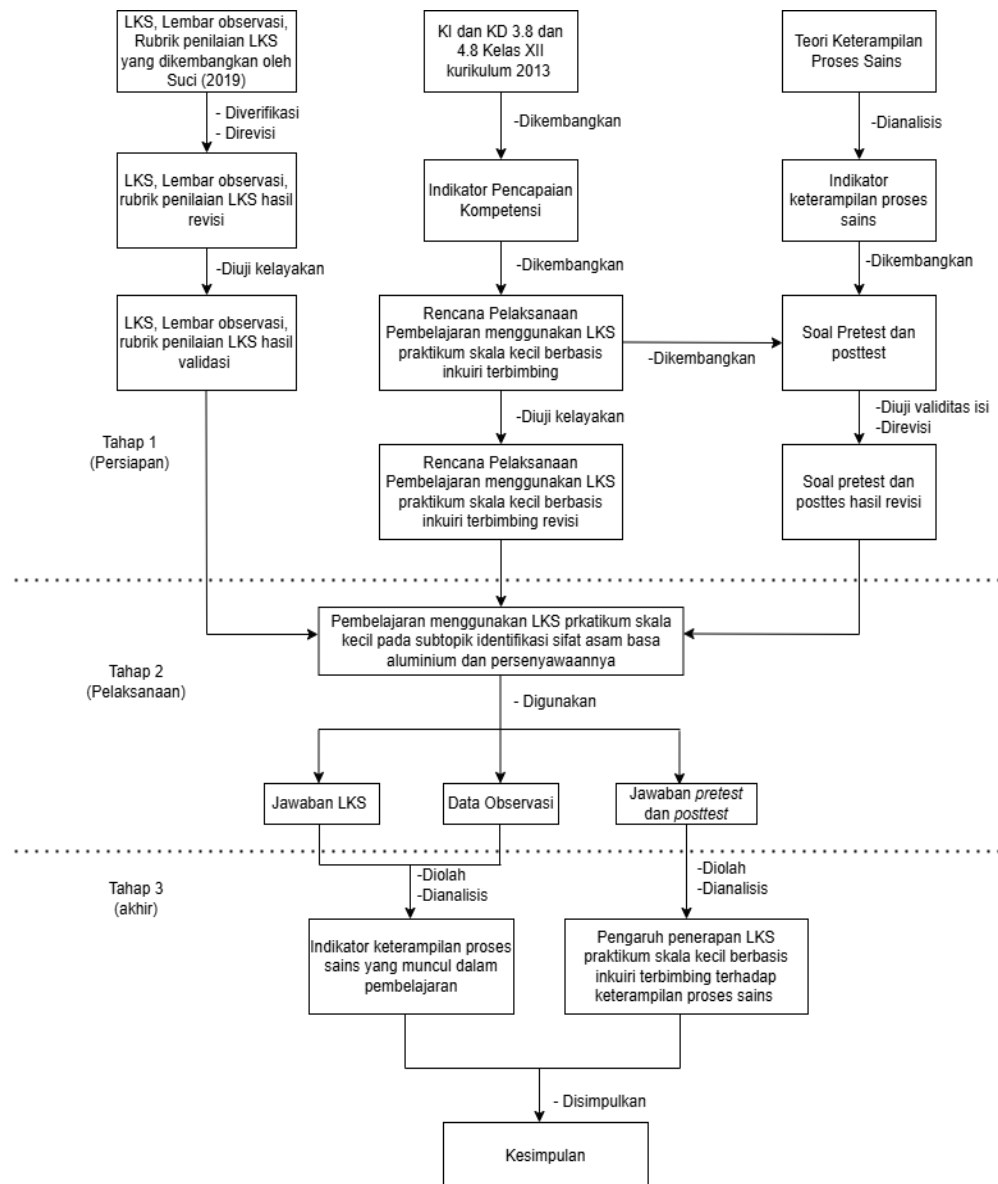 LKS, Lembar observasi,
Rubrik penilaian LKS
yang dikembangkan oleh
Suci (2019)
KI dan KD 3.8 dan
4.8 Kelas XII
kurikulum 2013
Teori Keterampilan
Proses Sains
- Diverifikasi
- Direvisi
-Dikembangkan
-Dianalisis
LKS, Lembar observasi,
rubrik penilaian LKS hasil
revisi
Indikator Pencapaian
Kompetensi
Indikator
keterampilan proses
sains
-Diuji kelayakan
-Dikembangkan
-Dikembangkan
LKS, Lembar observasi,
rubrik penilaian LKS hasil
validasi
Rencana Pelaksanaan
Pembelajaran menggunakan LKS
praktikum skala kecil berbasis
inkuiri terbimbing
-Dikembangkan
Soal Pretest dan
posttest
-Diuji kelayakan
-Diuji validitas isi
-Direvisi
Tahap 1
(Persiapan)
Rencana Pelaksanaan
Pembelajaran menggunakan LKS
praktikum skala kecil berbasis
inkuiri terbimbing revisi
Soal pretest dan
posttes hasil revisi
Pembelajaran menggunakan LKS prkatikum skala
kecil pada subtopik identifikasi sifat asam basa
aluminium dan persenyawaannya
Tahap 2
(Pelaksanaan)
- Digunakan
Jawaban LKS
Data Observasi
Jawaban pretest
dan posttest
Tahap 3
(akhir)
-Diolah
-Dianalisis
-Diolah
-Dianalisis
Indikator keterampilan proses
sains yang muncul dalam
pembelajaran
Pengaruh penerapan LKS
praktikum skala kecil berbasis
inkuiri terbimbing terhadap
keterampilan proses sains
- Disimpulkan
Kesimpulan